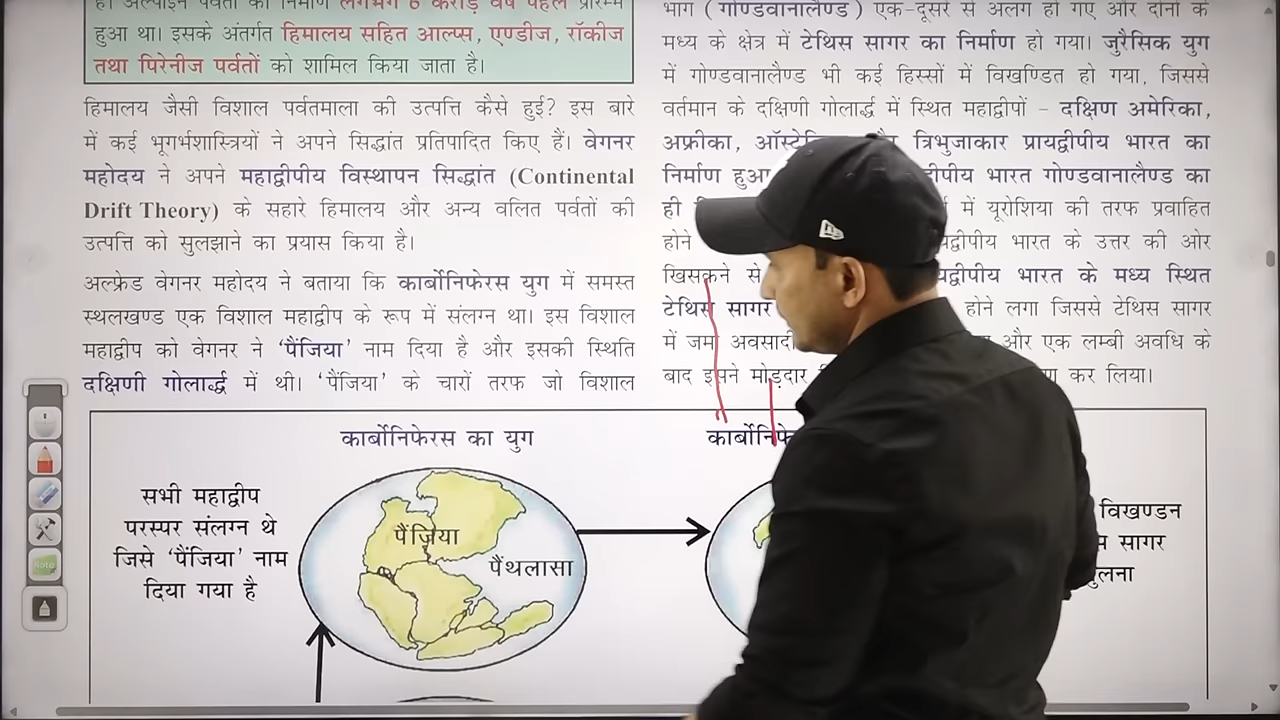 है। अल्पाइन पर्वतों का निर्माण लगभग 6 करोड़ वर्ष पहले प्रारम्भ
हुआ था। इसके अंतर्गत हिमालय सहित आल्प्स, एण्डीज, रॉकीज
तथा पिरेनीज पर्वतों को शामिल किया जाता है।
हिमालय जैसी विशाल पर्वतमाला की उत्पत्ति कैसे हुई? इस बारे
में कई भूगर्भशास्त्रियों ने अपने सिद्धांत प्रतिपादित किए हैं। वेगनर
महोदय ने अपने महाद्वीपीय विस्थापन सिद्धांत (Continental
Drift Theory) के सहारे हिमालय और अन्य वलित पर्वतों की
उत्पत्ति को सुलझाने का प्रयास किया है।
अल्फ्रेड वेगनर महोदय ने बताया कि कार्बोनिफेरस युग में समस्त
स्थलखण्ड एक विशाल महाद्वीप के रूप में संलग्न था। इस विशाल
महाद्वीप को वेगनर ने 'पैंजिया' नाम दिया है और इसकी स्थिति
दक्षिणी गोलार्द्ध में थी। 'पैंजिया' के चारों तरफ जो विशाल
भाग (गोण्डवानालैण्ड) एक-दूसरे से अलग हो गए और दोनों के
मध्य के क्षेत्र में टेथिस सागर का निर्माण हो गया। जुरैसिक युग
में गोण्डवानालैण्ड भी कई हिस्सों में विखण्डित हो गया, जिससे
वर्तमान के दक्षिणी गोलार्द्ध में स्थित महाद्वीपों – दक्षिण अमेरिका,
अफ्रीका, त्रिभुजाकार प्रायद्वीपीय भारत का
निर्माण हुआ भारत गोण्डवानालैण्ड का
ही में यूरोशिया की तरफ प्रवाहित
होने भारत के उत्तर की ओर
खिसकने से भारत के मध्य स्थित
टेथिस सागर होने लगा जिससे टेथिस सागर
में जमा अवसादी और एक लम्बी अवधि के
बाद इसने मोड़दार कर लिया।
कार्बोनिफेरस का युग
सभी महाद्वीप
परस्पर संलग्न थे
जिसे 'पैंजिया' नाम
दिया गया है
पैंजिया
पैंथलासा
विखण्डन
सागर
Note